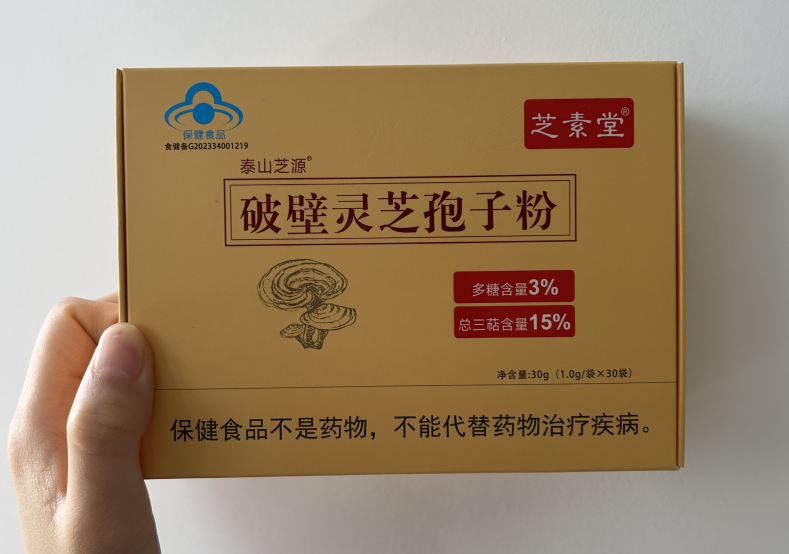 保健食品
食健备G202334001219
芝素堂®
泰山芝源®
破壁灵芝孢子粉
多糖含量3%
总三萜含量15%
净含量:30g（1.0g/袋×30袋）
保健食品不是药物，不能代替药物治疗疾病。